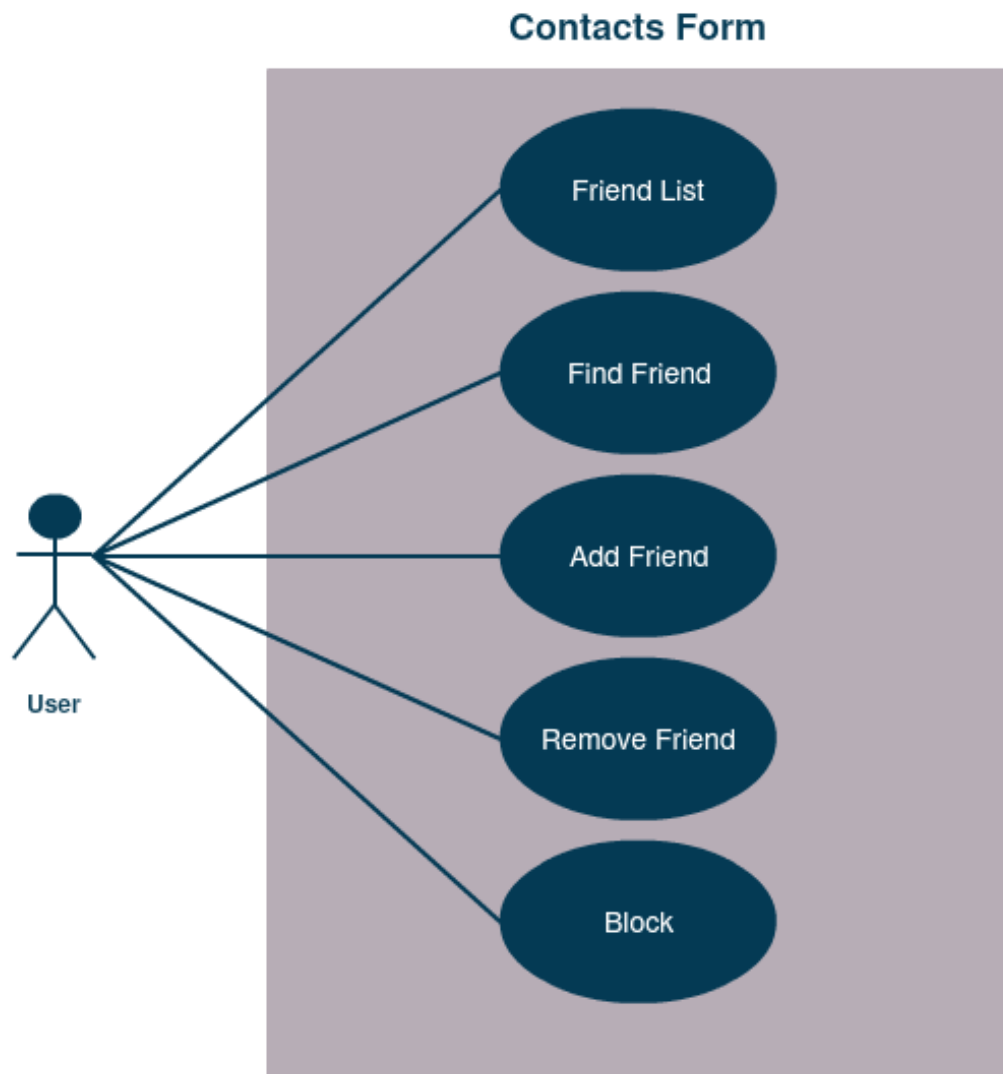 Contacts Form
Friend List
Find Friend
Add Friend
User
Remove Friend
Block